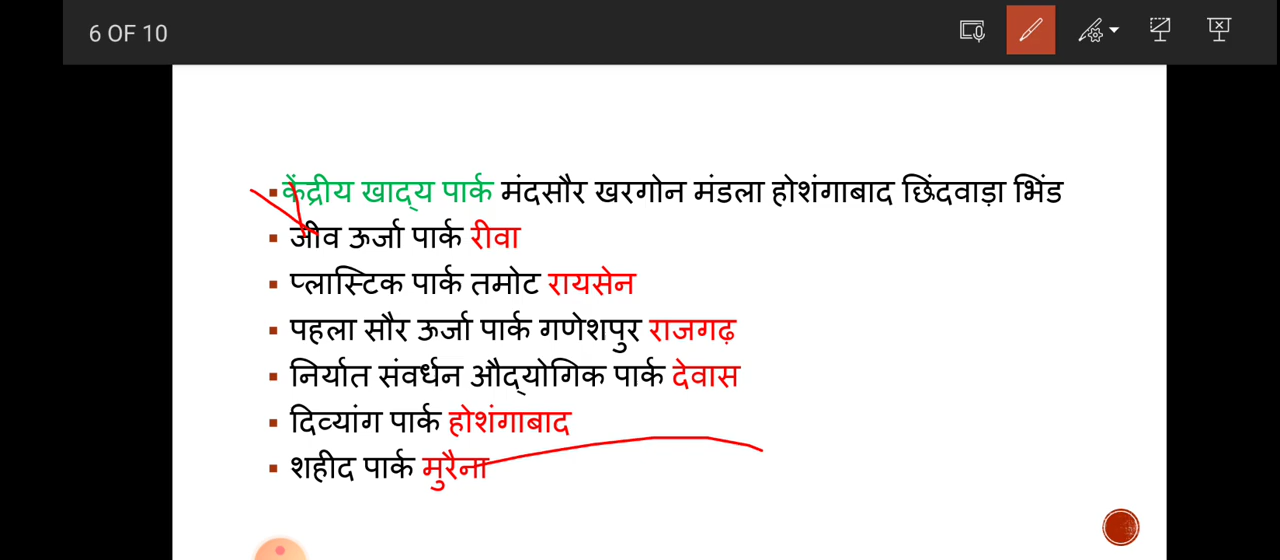 6 OF 10
केंद्रीय खाद्य पार्क मंदसौर खरगोन मंडला होशंगाबाद छिंदवाड़ा भिंड
जीव ऊर्जा पार्क रीवा
प्लास्टिक पार्क तमोट रायसेन
पहला सौर ऊर्जा पार्क गणेशपुर राजगढ़
निर्यात संवर्धन औद्योगिक पार्क देवास
दिव्यांग पार्क होशंगाबाद
शहीद पार्क मुरैना